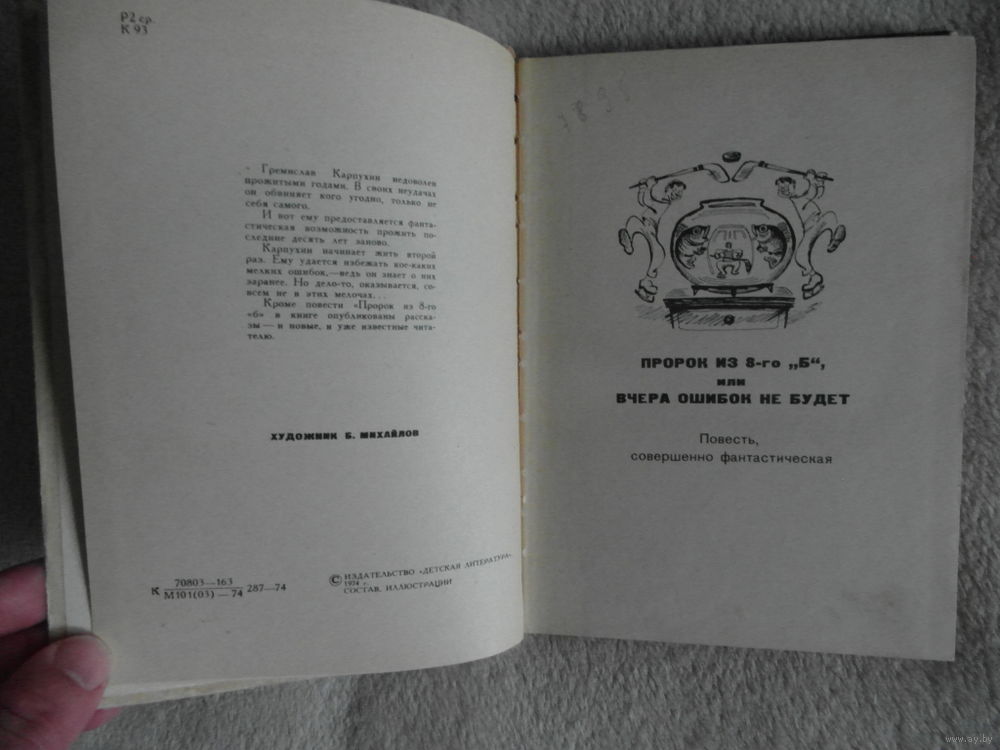 Р2 ср.
К 93
Гремислав Карпухин недоволен
прожитыми годами. В своих неудачах
он обвиняет кого угодно, только не
себя самого.
И вот ему предоставляется фанта-
стическая возможность прожить по-
следние десять лет заново.
Карпухин начинает жить второй
раз. Ему удается избежать кое-каких
мелких ошибок,—ведь он знает о них
заранее. Но дело-то, оказывается, со-
всем не в этих мелочах...
Кроме повести «Пророк из 8-го
«б» в книге опубликованы расска-
зы — и новые, и уже известные чита-
телю.
ХУДОЖНИК Б. МИХАЙЛОВ
К 70803—163
М101(03)—74 287—74
© ИЗДАТЕЛЬСТВО «ДЕТСКАЯ ЛИТЕРАТУРА»,
1974 г.
СОСТАВ. ИЛЛЮСТРАЦИИ
ПРОРОК ИЗ 8-го „Б“,
или
ВЧЕРА ОШИБОК НЕ БУДЕТ
Повесть,
совершенно фантастическая
www.ay.by